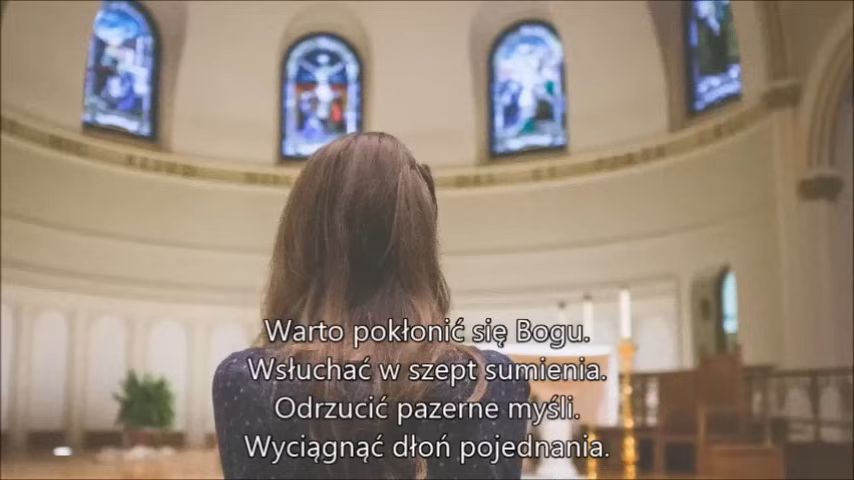 Warto pokłonić się Bogu.
Wsłuchać w szept sumienia.
Odrzucić pazerne myśli.
Wyciągnąć dłoń pojednania.